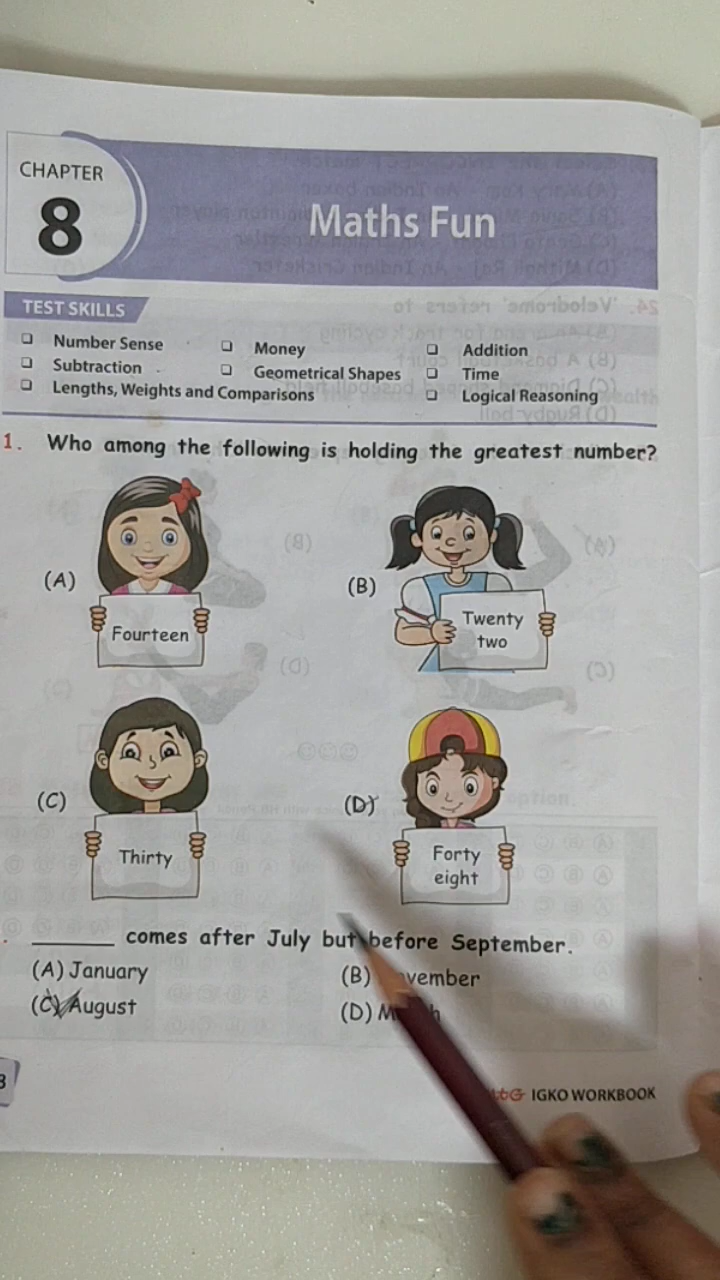 CHAPTER
8
Maths Fun
TEST SKILLS
Number Sense
Money
Addition
Subtraction
Geometrical Shapes
Time
Lengths, Weights and Comparisons
Logical Reasoning
1. Who among the following is holding the greatest number?
(A)
Fourteen
(B)
Twenty
two
(C)
Thirty
(D)
Forty
eight
comes after July but before September.
(A) January
(B)
(C) August
(D)
IGKO WORKBOOK